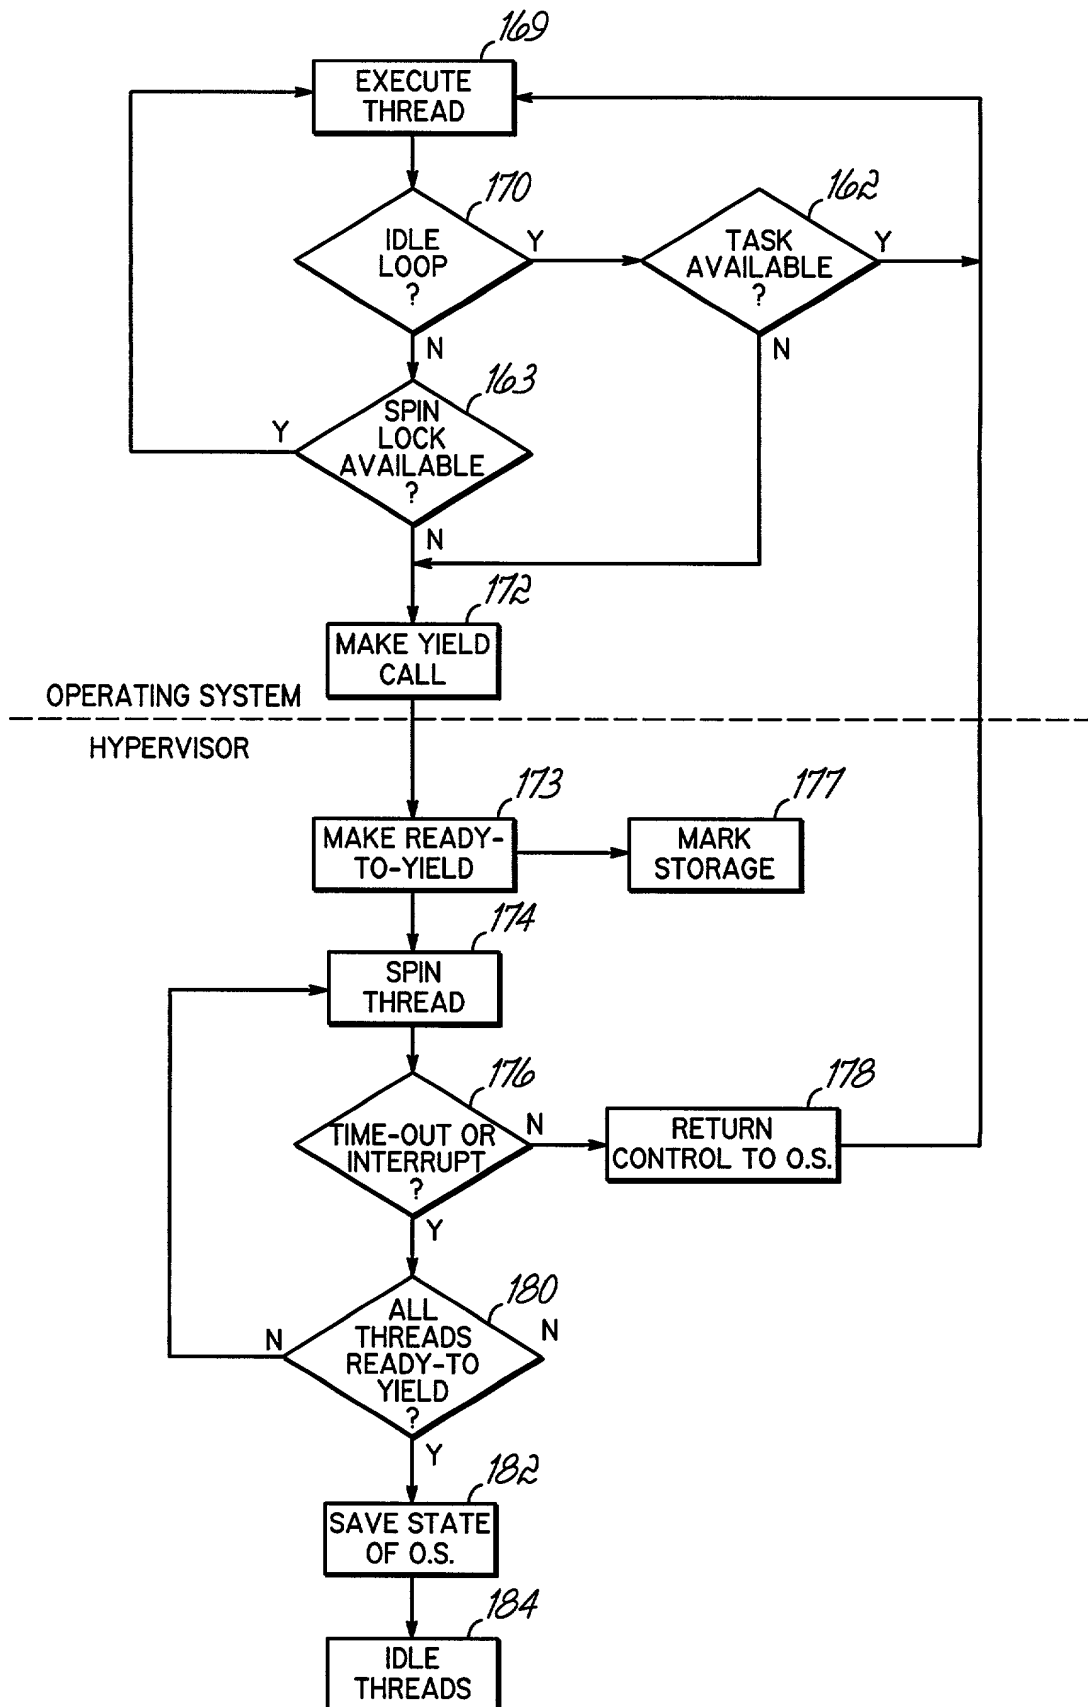 169
EXECUTE
THREAD
170
162
IDLE
LOOP
?
Y
TASK
AVAILABLE
?
Y
N
N
163
SPIN
LOCK
AVAILABLE
?
Y
N
172
MAKE YIELD
CALL
OPERATING SYSTEM
HYPERVISOR
173
177
MAKE READY-
TO-YIELD
MARK
STORAGE
174
SPIN
THREAD
176
178
TIME-OUT OR
INTERRUPT
?
N
RETURN
CONTROL TO O.S.
Y
180
ALL
THREADS
READY-TO
YIELD
?
N
N
Y
182
SAVE STATE
OF O.S.
184
IDLE
THREADS